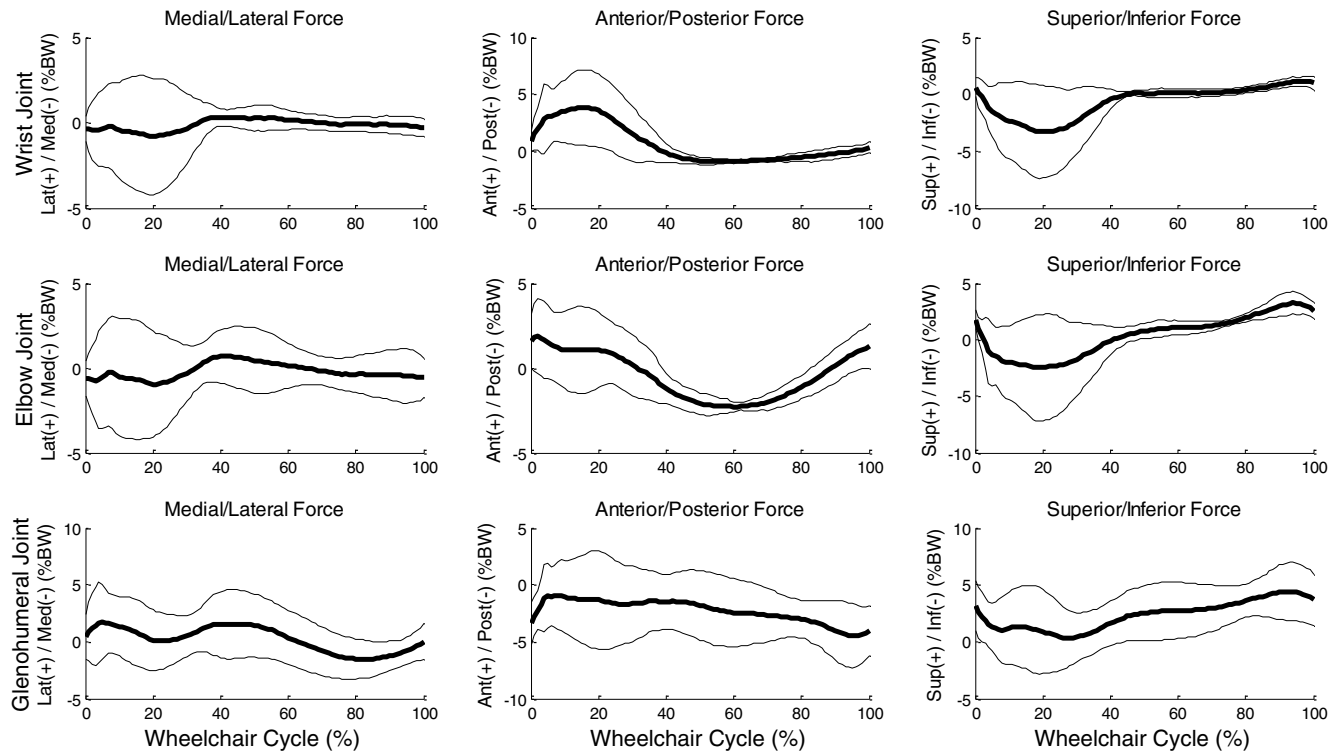 Medial/Lateral Force
Anterior/Posterior Force
Superior/Inferior Force
Wrist Joint
Lat(+) / Med(-) (%BW)
5
0
-5
0 20 40 60 80 100
Ant(+) / Post(-) (%BW)
10
5
0
-5
0 20 40 60 80 100
Sup(+) / Inf(-) (%BW)
5
0
-5
-10
0 20 40 60 80 100
Medial/Lateral Force
Anterior/Posterior Force
Superior/Inferior Force
Elbow Joint
Lat(+) / Med(-) (%BW)
5
0
-5
0 20 40 60 80 100
Ant(+) / Post(-) (%BW)
5
0
-5
0 20 40 60 80 100
Sup(+) / Inf(-) (%BW)
5
0
-5
-10
0 20 40 60 80 100
Medial/Lateral Force
Anterior/Posterior Force
Superior/Inferior Force
Glenohumeral Joint
Lat(+) / Med(-) (%BW)
10
5
0
-5
0 20 40 60 80 100
Wheelchair Cycle (%)
Ant(+) / Post(-) (%BW)
5
0
-5
-10
0 20 40 60 80 100
Wheelchair Cycle (%)
Sup(+) / Inf(-) (%BW)
10
5
0
-5
0 20 40 60 80 100
Wheelchair Cycle (%)